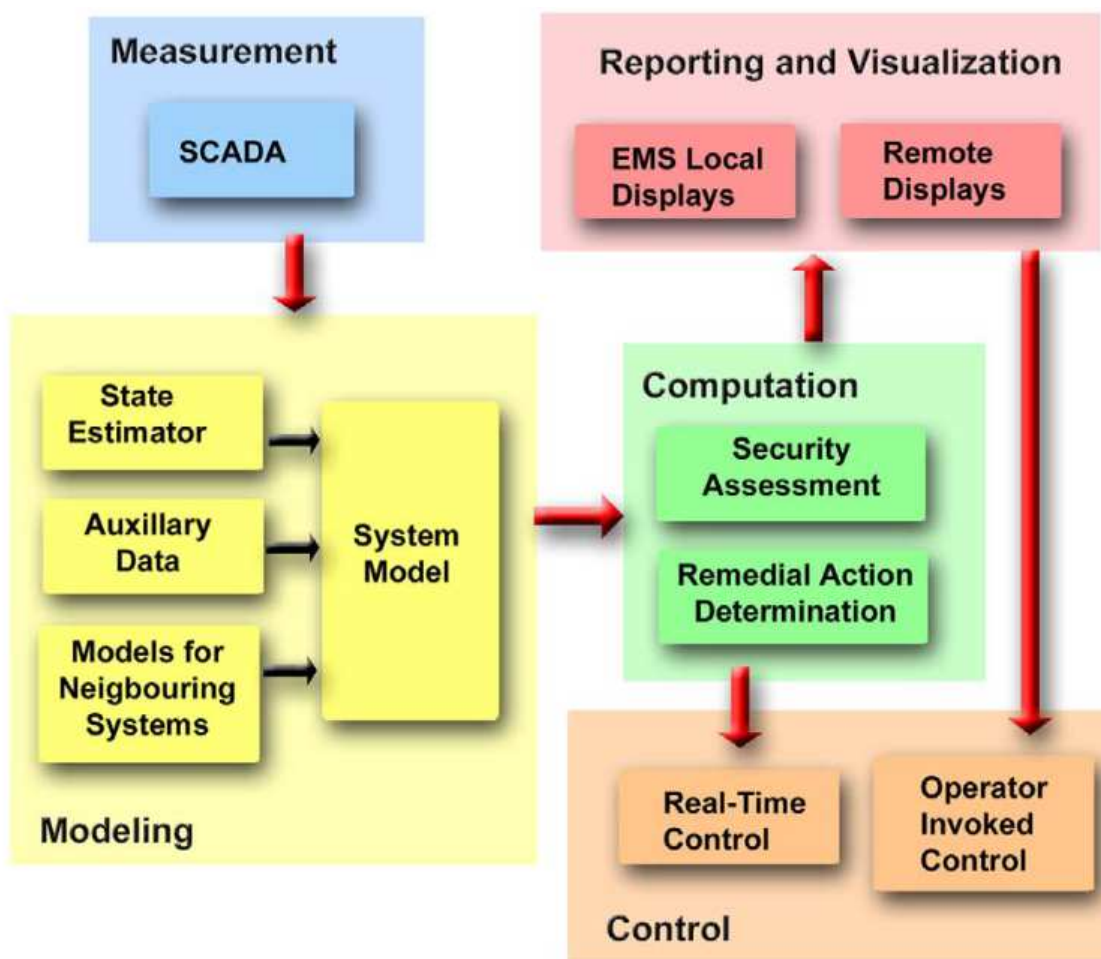 Measurement
SCADA
Reporting and Visualization
EMS Local
Displays
Remote
Displays
State
Estimator
Auxillary
Data
Models for
Neigbouring
Systems
System
Model
Modeling
Computation
Security
Assessment
Remedial Action
Determination
Real-Time
Control
Operator
Invoked
Control
Control